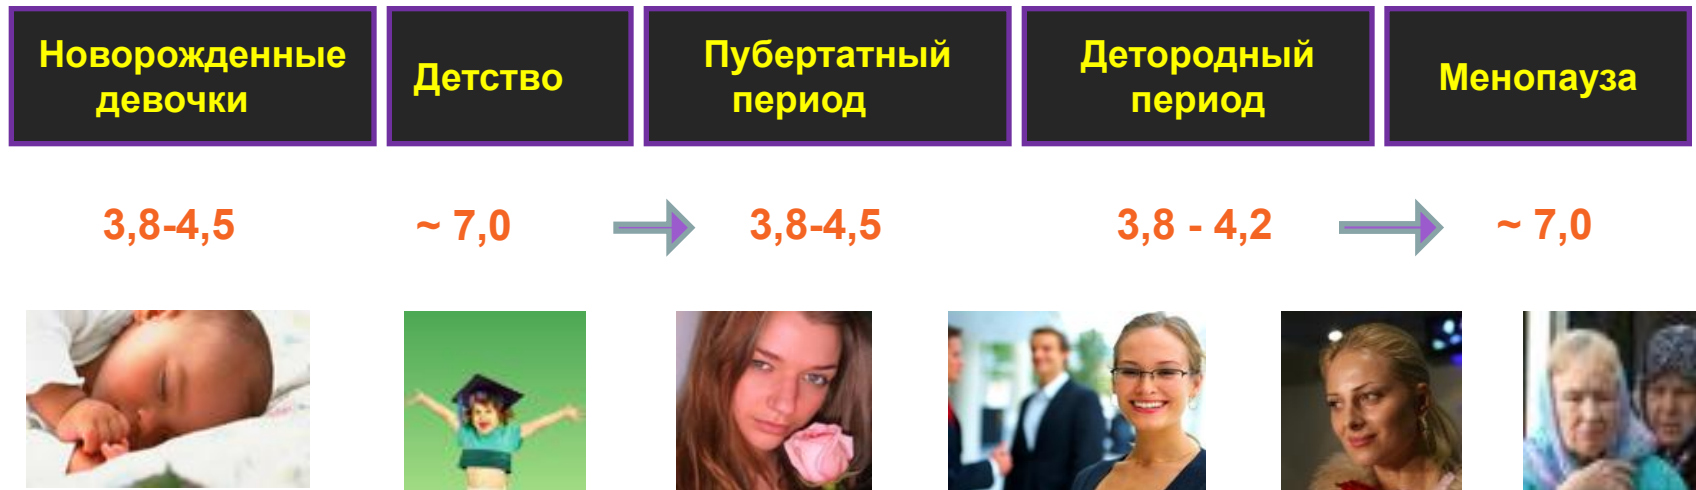 Новорожденные
девочки
Детство
Пубертатный
период
Детородный
период
Менопауза
3,8-4,5
~ 7,0
3,8-4,5
3,8 - 4,2
~ 7,0